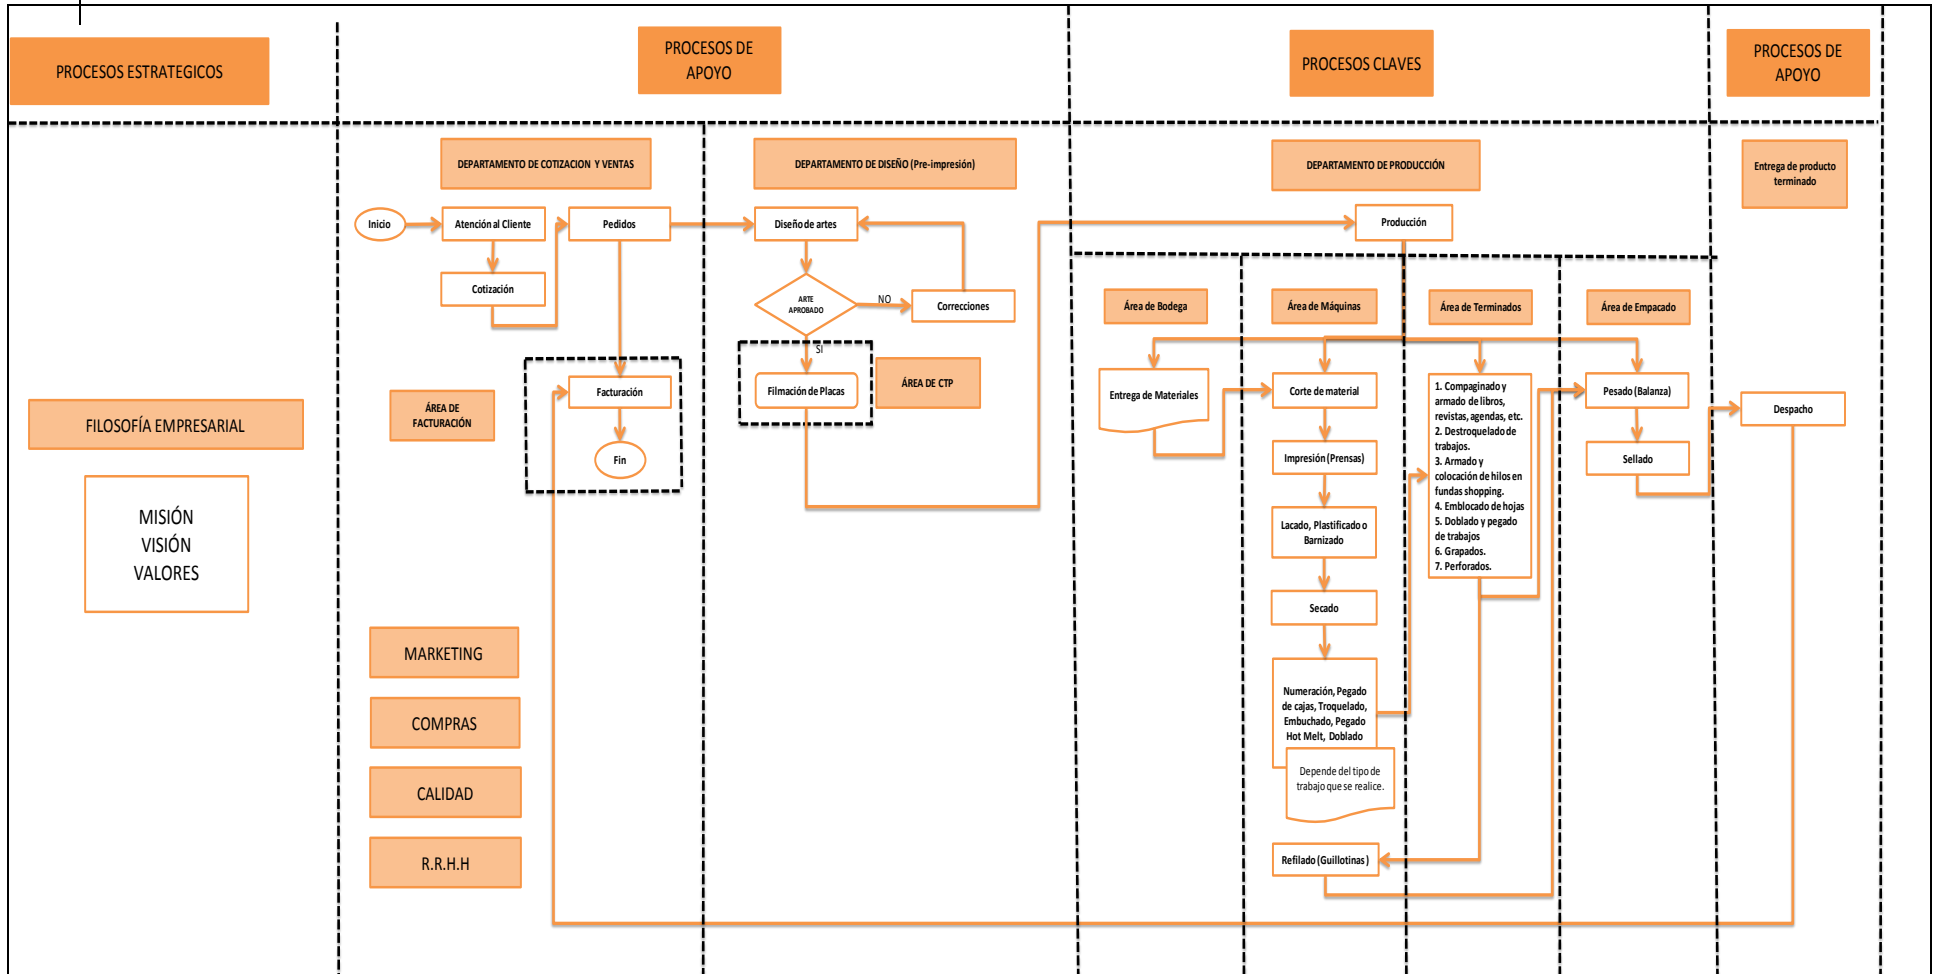 PROCESOS ESTRATEGICOS
PROCESOS DE
APOYO
PROCESOS CLAVES
PROCESOS DE
APOYO
DEPARTAMENTO DE COTIZACION Y VENTAS
DEPARTAMENTO DE DISEÑO (Pre-impresión)
DEPARTAMENTO DE PRODUCCIÓN
Entrega de producto
terminado
Inicio
Atención al Cliente
Pedidos
Diseño de artes
Producción
Cotización
ARTE
APROBADO
NO
Correcciones
SI
Área de Bodega
Área de Máquinas
Área de Terminados
Área de Empacado
FILOSOFÍA EMPRESARIAL
MISIÓN
VISIÓN
VALORES
ÁREA DE
FACTURACIÓN
Facturación
Fin
Filmación de Placas
ÁREA DE CTP
Entrega de Materiales
Corte de material
Impresión (Prensas)
Lacado, Plastificado o
Barnizado
Secado
Numeración, Pegado
de cajas, Troquelado,
Embuchado, Pegado
Hot Melt, Doblado
Depende del tipo de
trabajo que se realice.
Refilado (Guillotinas )
1. Compaginado y
armado de libros,
revistas, agendas, etc.
2. Destroquelado de
trabajos.
3. Armado y
colocación de hilos en
fundas shopping.
4. Emblocado de hojas
5. Doblado y pegado
de trabajos
6. Grapados.
7. Perforados.
Pesado (Balanza)
Sellado
Despacho
MARKETING
COMPRAS
CALIDAD
R.R.H.H